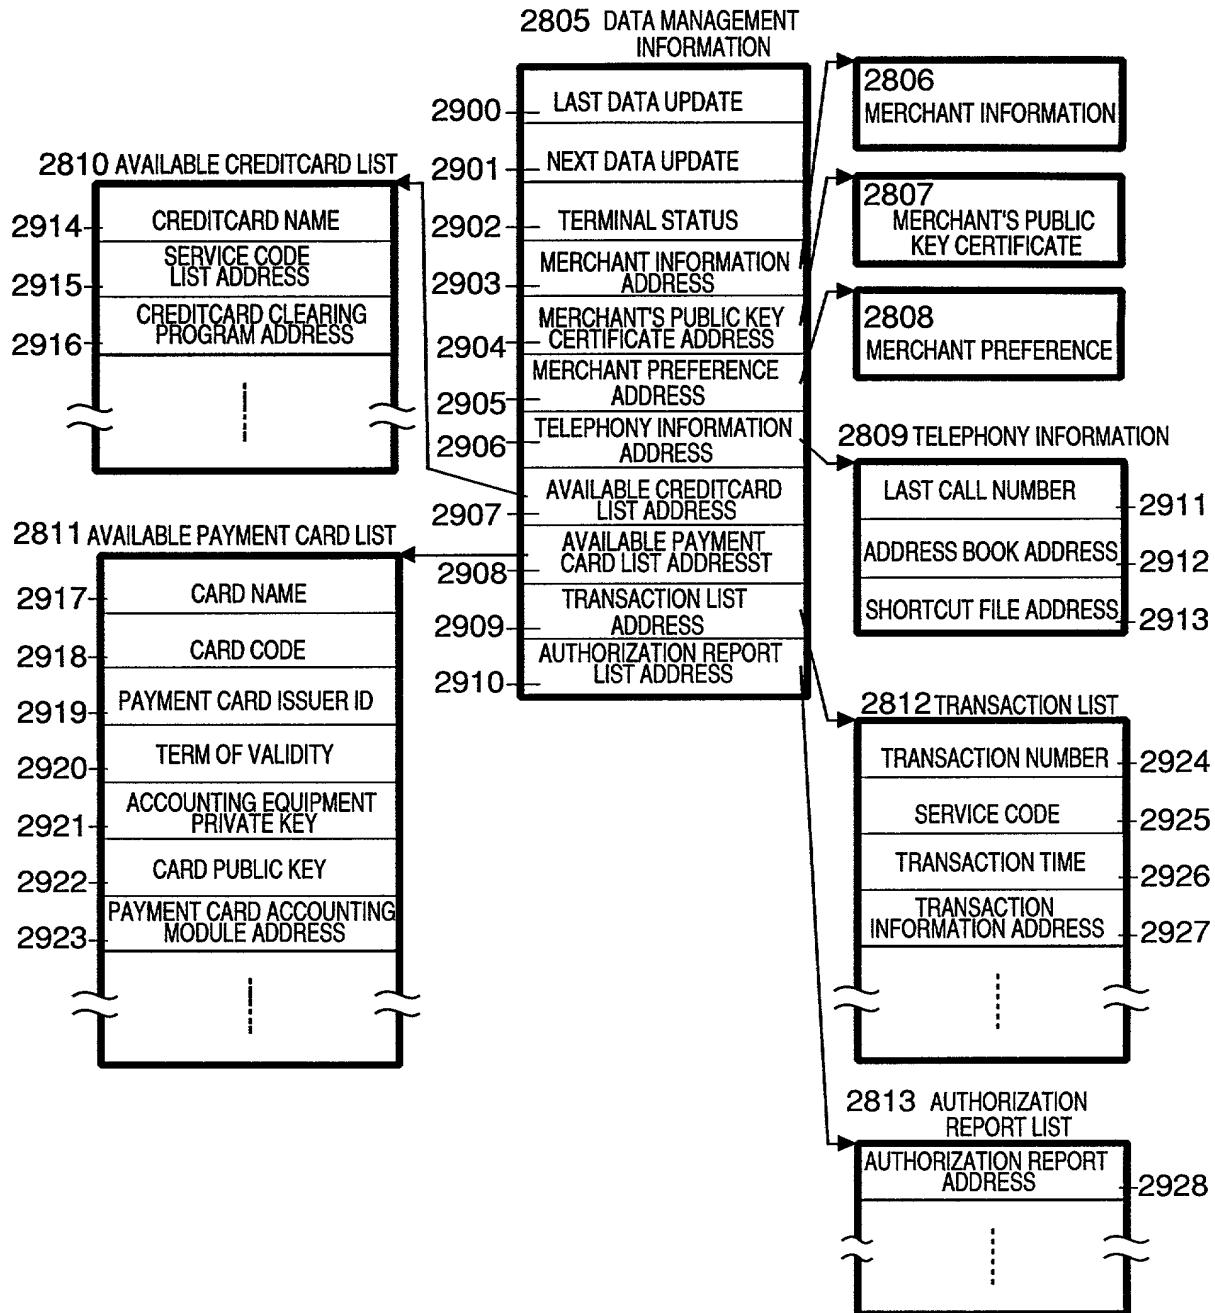 2805 DATA MANAGEMENT
INFORMATION
2900
LAST DATA UPDATE
2901
NEXT DATA UPDATE
2902
TERMINAL STATUS
2903
MERCHANT INFORMATION
ADDRESS
2904
MERCHANT'S PUBLIC KEY
CERTIFICATE ADDRESS
2905
MERCHANT PREFERENCE
ADDRESS
2906
TELEPHONY INFORMATION
ADDRESS
2907
AVAILABLE CREDITCARD
LIST ADDRESS
2908
AVAILABLE PAYMENT
CARD LIST ADDRESST
2909
TRANSACTION LIST
ADDRESS
2910
AUTHORIZATION REPORT
LIST ADDRESS
2810 AVAILABLE CREDITCARD LIST
2914
CREDITCARD NAME
2915
SERVICE CODE
LIST ADDRESS
2916
CREDITCARD CLEARING
PROGRAM ADDRESS
2811 AVAILABLE PAYMENT CARD LIST
2917
CARD NAME
2918
CARD CODE
2919
PAYMENT CARD ISSUER ID
2920
TERM OF VALIDITY
2921
ACCOUNTING EQUIPMENT
PRIVATE KEY
2922
CARD PUBLIC KEY
2923
PAYMENT CARD ACCOUNTING
MODULE ADDRESS
2806
MERCHANT INFORMATION
2807
MERCHANT'S PUBLIC
KEY CERTIFICATE
2808
MERCHANT PREFERENCE
2809 TELEPHONY INFORMATION
LAST CALL NUMBER
2911
ADDRESS BOOK ADDRESS
2912
SHORTCUT FILE ADDRESS
2913
2812 TRANSACTION LIST
TRANSACTION NUMBER
2924
SERVICE CODE
2925
TRANSACTION TIME
2926
TRANSACTION
INFORMATION ADDRESS
2927
2813 AUTHORIZATION
REPORT LIST
AUTHORIZATION REPORT
ADDRESS
2928